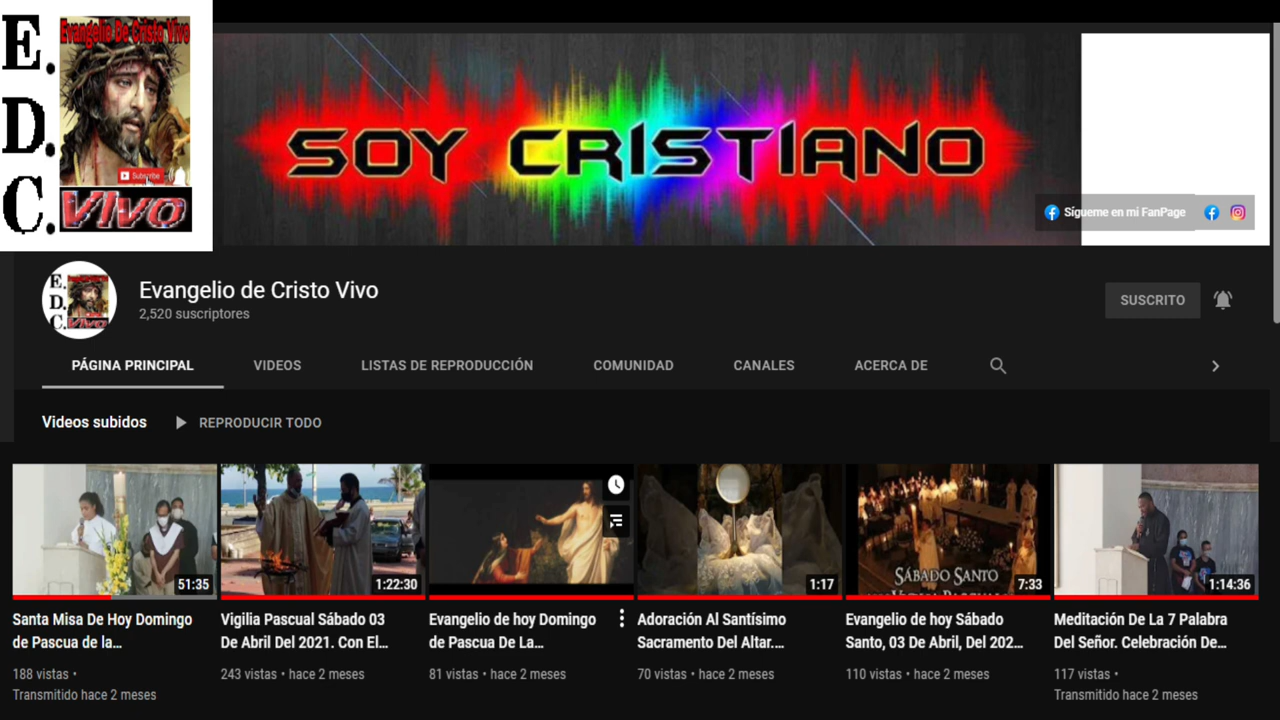 E.
D.
C.
Evangelio De Cristo Vivo
Subscribe
Vivo
SOY CRISTIANO
Sígueme en mi FanPage
E.
D.
C.
Vivo
Evangelio de Cristo Vivo
2,520 suscriptores
SUSCRITO
PÁGINA PRINCIPAL
VIDEOS
LISTAS DE REPRODUCCIÓN
COMUNIDAD
CANALES
ACERCA DE
Videos subidos
REPRODUCIR TODO
51:35
Santa Misa De Hoy Domingo
de Pascua de la...
188 vistas •
Transmitido hace 2 meses
1:22:30
Vigilia Pascual Sábado 03
De Abril Del 2021. Con El...
243 vistas • hace 2 meses
Evangelio de hoy Domingo
de Pascua De La...
81 vistas • hace 2 meses
1:17
Adoración Al Santísimo
Sacramento Del Altar....
70 vistas • hace 2 meses
SÁBADO SANTO
7:33
Evangelio de hoy Sábado
Santo, 03 De Abril, Del 202...
110 vistas • hace 2 meses
1:14:36
Meditación De La 7 Palabra
Del Señor. Celebración De...
117 vistas •
Transmitido hace 2 meses